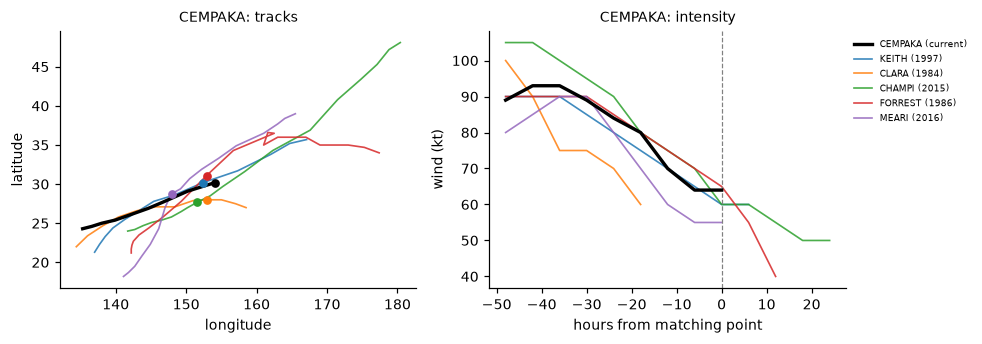 CEMPAKA: tracks
latitude
45
40
35
30
25
20
140
150
160
170
180
longitude
CEMPAKA: intensity
wind (kt)
100
90
80
70
60
50
40
−50
−40
−30
−20
−10
0
10
20
hours from matching point
CEMPAKA (current)
KEITH (1997)
CLARA (1984)
CHAMPI (2015)
FORREST (1986)
MEARI (2016)